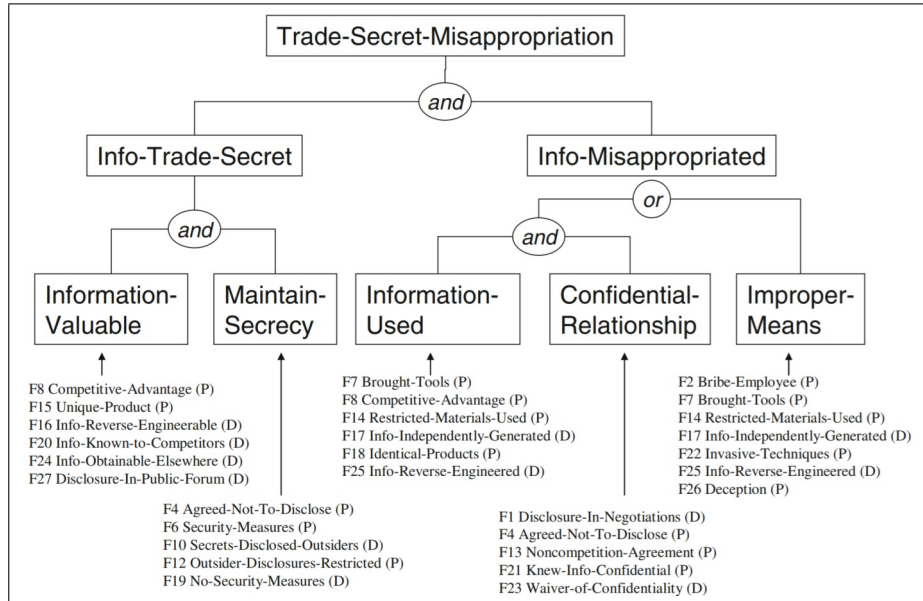 Trade-Secret-Misappropriation
and
Info-Trade-Secret
Info-Misappropriated
and
or
and
Information-
Valuable
Maintain-
Secrecy
Information-
Used
Confidential-
Relationship
Improper-
Means
F8 Competitive-Advantage (P)
F15 Unique-Product (P)
F16 Info-Reverse-Engineerable (D)
F20 Info-Known-to-Competitors (D)
F24 Info-Obtainable-Elsewhere (D)
F27 Disclosure-In-Public-Forum (D)
F4 Agreed-Not-To-Disclose (P)
F6 Security-Measures (P)
F10 Secrets-Disclosed-Outsiders (D)
F12 Outsider-Disclosures-Restricted (P)
F19 No-Security-Measures (D)
F7 Brought-Tools (P)
F8 Competitive-Advantage (P)
F14 Restricted-Materials-Used (P)
F17 Info-Independently-Generated (D)
F18 Identical-Products (P)
F25 Info-Reverse-Engineered (D)
F1 Disclosure-In-Negotiations (D)
F4 Agreed-Not-To-Disclose (P)
F13 Noncompetition-Agreement (P)
F21 Knew-Info-Confidential (P)
F23 Waiver-of-Confidentiality (D)
F2 Bribe-Employee (P)
F7 Brought-Tools (P)
F14 Restricted-Materials-Used (P)
F17 Info-Independently-Generated (D)
F22 Invasive-Techniques (P)
F25 Info-Reverse-Engineered (D)
F26 Deception (P)